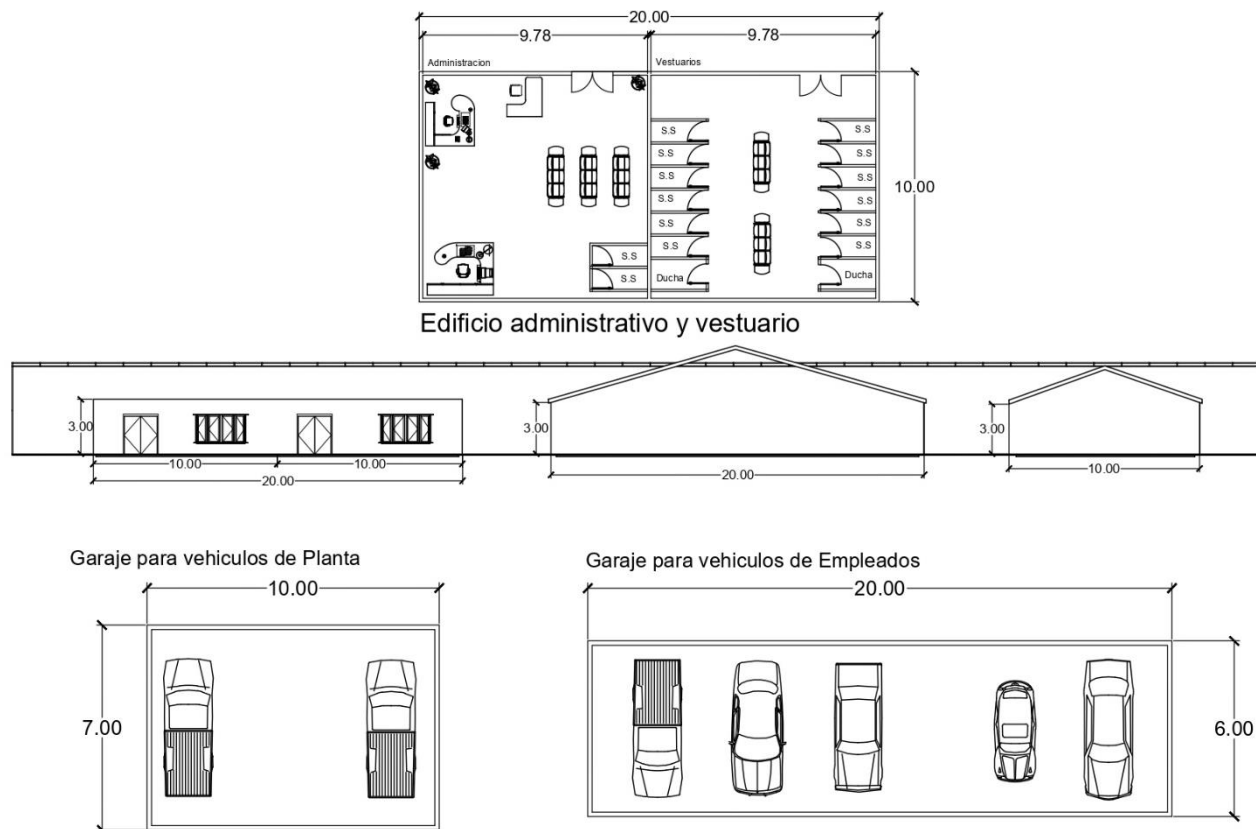 20.00
9.78
9.78
Administracion
Vestuarios
S.S
S.S
S.S
S.S
S.S
S.S
S.S
S.S
10.00
S.S
S.S
S.S
S.S
S.S
S.S
Ducha
Ducha
Edificio administrativo y vestuario
3.00
3.00
3.00
10.00
10.00
20.00
20.00
10.00
Garaje para vehiculos de Planta
Garaje para vehiculos de Empleados
10.00
20.00
7.00
6.00